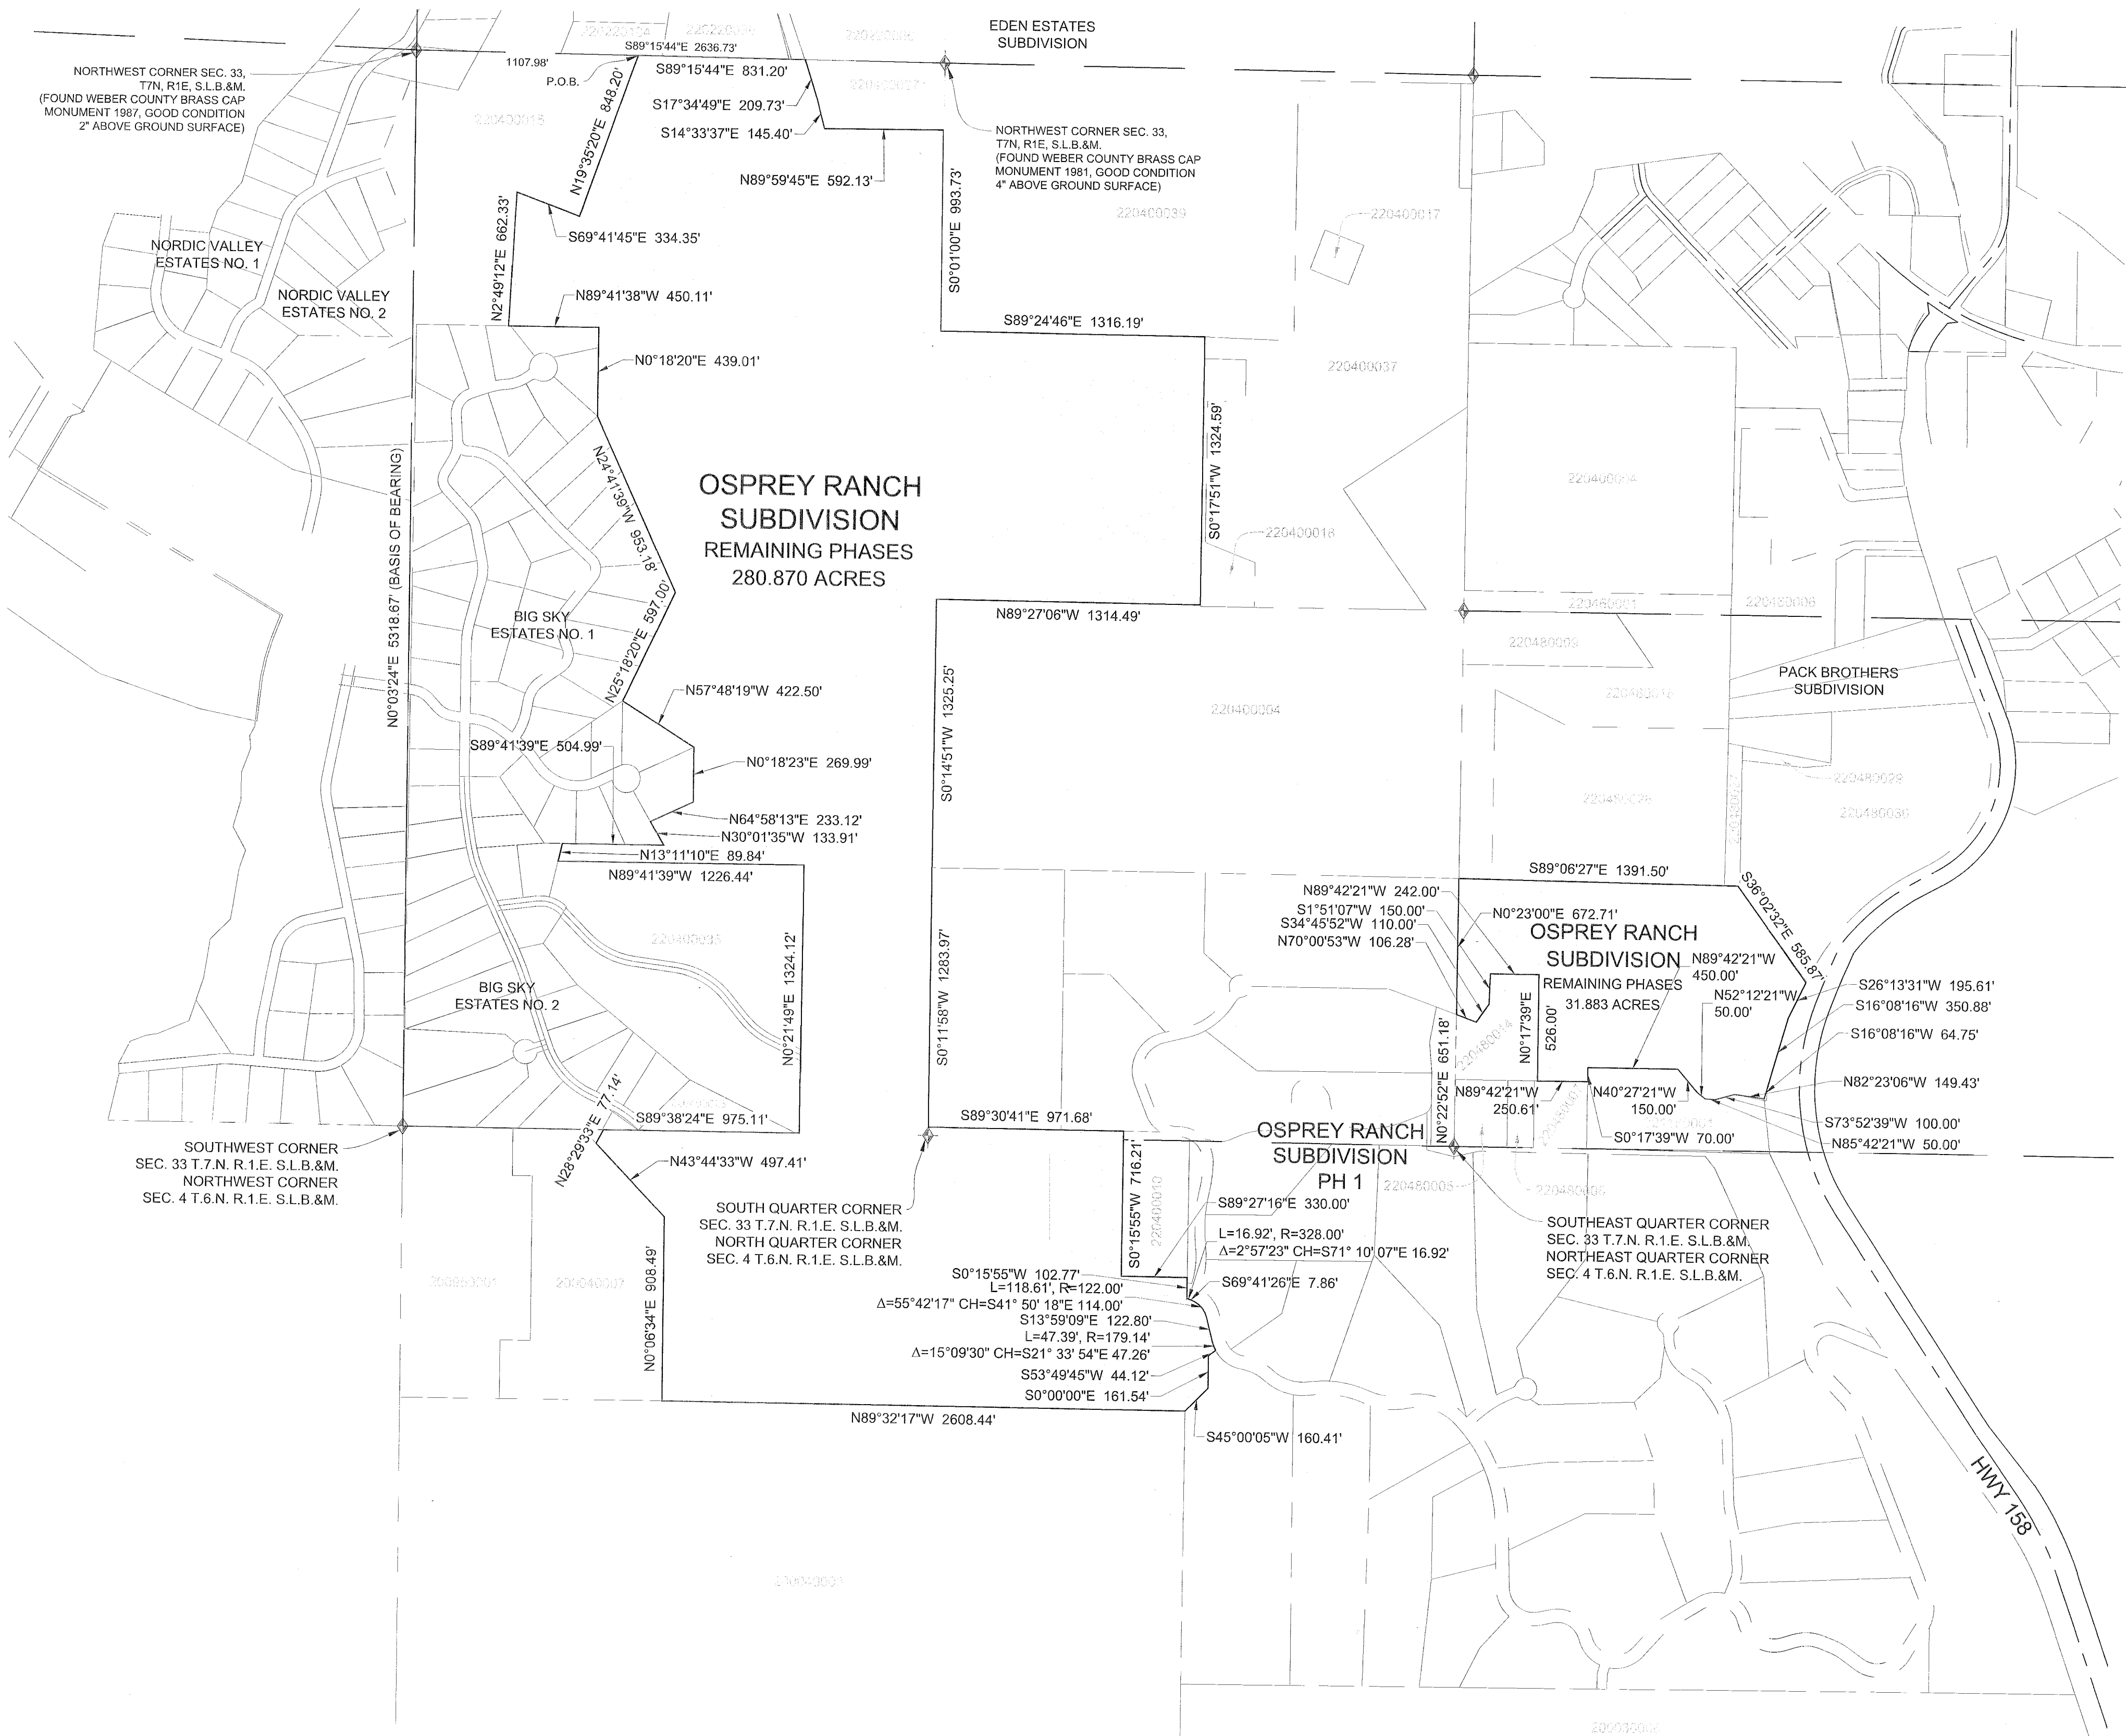 EDEN ESTATES
SUBDIVISION
220220006
S89°15'44"E 2636.73'
1107.98'
P.O.B.
S89°15'44"E 831.20'
NORTHWEST CORNER SEC. 33,
T7N, R1E, S.L.B.&M.
(FOUND WEBER COUNTY BRASS CAP
MONUMENT 1987, GOOD CONDITION
2" ABOVE GROUND SURFACE)
N19°35'20"E 848.20'
S17°34'49"E 209.73'
S14°33'37"E 145.40'
N89°59'45"E 592.13'
NORTHWEST CORNER SEC. 33,
T7N, R1E, S.L.B.&M.
(FOUND WEBER COUNTY BRASS CAP
MONUMENT 1981, GOOD CONDITION
4" ABOVE GROUND SURFACE)
S0°01'00"E 993.73'
220400039
220400017
N2°49'12"E 662.33'
S69°41'45"E 334.35'
NORDIC VALLEY
ESTATES NO. 1
NORDIC VALLEY
ESTATES NO. 2
N89°41'38"W 450.11'
S89°24'46"E 1316.19'
N0°18'20"E 439.01'
220400037
N0°03'24"E 5318.67' (BASIS OF BEARING)
N24°41'39"W 953.18'
S0°17'51"W 1324.59'
OSPREY RANCH
SUBDIVISION
REMAINING PHASES
280.870 ACRES
220400018
BIG SKY
ESTATES NO. 1
N25°18'20"E 597.00'
N89°27'06"W 1314.49'
220480001
220480006
220480009
PACK BROTHERS
SUBDIVISION
N57°48'19"W 422.50'
S0°14'51"W 1325.25'
220400004
S89°41'39"E 504.99'
N0°18'23"E 269.99'
220480029
N64°58'13"E 233.12'
N30°01'35"W 133.91'
N13°11'10"E 89.84'
N89°41'39"W 1226.44'
S89°06'27"E 1391.50'
S36°02'32"E 585.87'
N89°42'21"W 242.00'
S1°51'07"W 150.00'
S34°45'52"W 110.00'
N70°00'53"W 106.28'
N0°23'00"E 672.71'
OSPREY RANCH
SUBDIVISION
REMAINING PHASES
31.883 ACRES
N89°42'21"W
450.00'
N52°12'21"W
50.00'
N0°21'49"E 1324.12'
S0°11'58"W 1283.97'
BIG SKY
ESTATES NO. 2
S26°13'31"W 195.61'
S16°08'16"W 350.88'
S16°08'16"W 64.75'
N0°17'39"E
526.00'
N0°22'52"E 651.18'
220480014
N89°42'21"W
250.61'
N40°27'21"W
150.00'
N82°23'06"W 149.43'
S73°52'39"W 100.00'
N85°42'21"W 50.00'
S0°17'39"W 70.00'
N28°29'33"E 77.14'
S89°38'24"E 975.11'
S89°30'41"E 971.68'
OSPREY RANCH
SUBDIVISION
PH 1
SOUTHWEST CORNER
SEC. 33 T.7.N. R.1.E. S.L.B.&M.
NORTHWEST CORNER
SEC. 4 T.6.N. R.1.E. S.L.B.&M.
N43°44'33"W 497.41'
SOUTH QUARTER CORNER
SEC. 33 T.7.N. R.1.E. S.L.B.&M.
NORTH QUARTER CORNER
SEC. 4 T.6.N. R.1.E. S.L.B.&M.
S0°15'55"W 716.21'
220400010
S89°27'16"E 330.00'
L=16.92', R=328.00'
Δ=2°57'23" CH=S71° 10' 07"E 16.92'
SOUTHEAST QUARTER CORNER
SEC. 33 T.7.N. R.1.E. S.L.B.&M.
NORTHEAST QUARTER CORNER
SEC. 4 T.6.N. R.1.E. S.L.B.&M.
200040007
N0°06'34"E 908.49'
S0°15'55"W 102.77'
L=118.61', R=122.00'
Δ=55°42'17" CH=S41° 50' 18"E 114.00'
S13°59'09"E 122.80'
L=47.39', R=179.14'
Δ=15°09'30" CH=S21° 33' 54"E 47.26'
S53°49'45"W 44.12'
S0°00'00"E 161.54'
S69°41'26"E 7.86'
N89°32'17"W 2608.44'
S45°00'05"W 160.41'
HWY 158